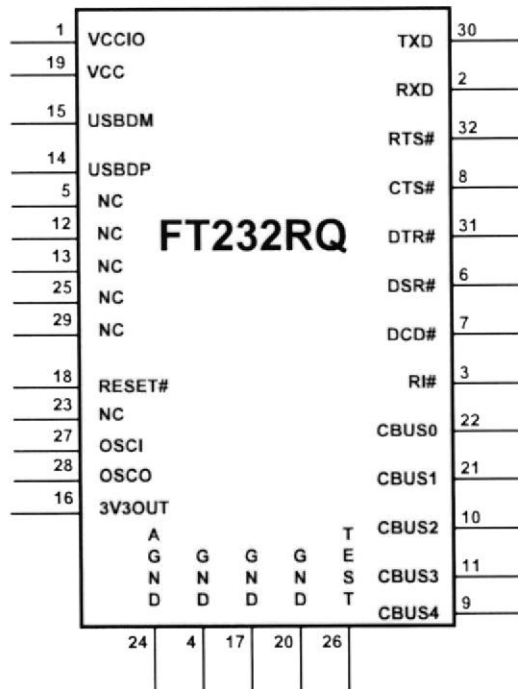 1 VCCIO TXD 30
19 VCC
RXD 2
15 USBDM
RTS# 32
14 USBDP
CTS# 8
5 NC
12 NC FT232RQ DTR# 31
13 NC
25 NC DSR# 6
29 NC DCD# 7
18 RESET# RI# 3
23 NC
CBUS0 22
27 OSCI
28 OSCO CBUS1 21
16 3V3OUT
CBUS2 10
AGND GND GND GND TEST
CBUS3 11
CBUS4 9
24 4 17 20 26